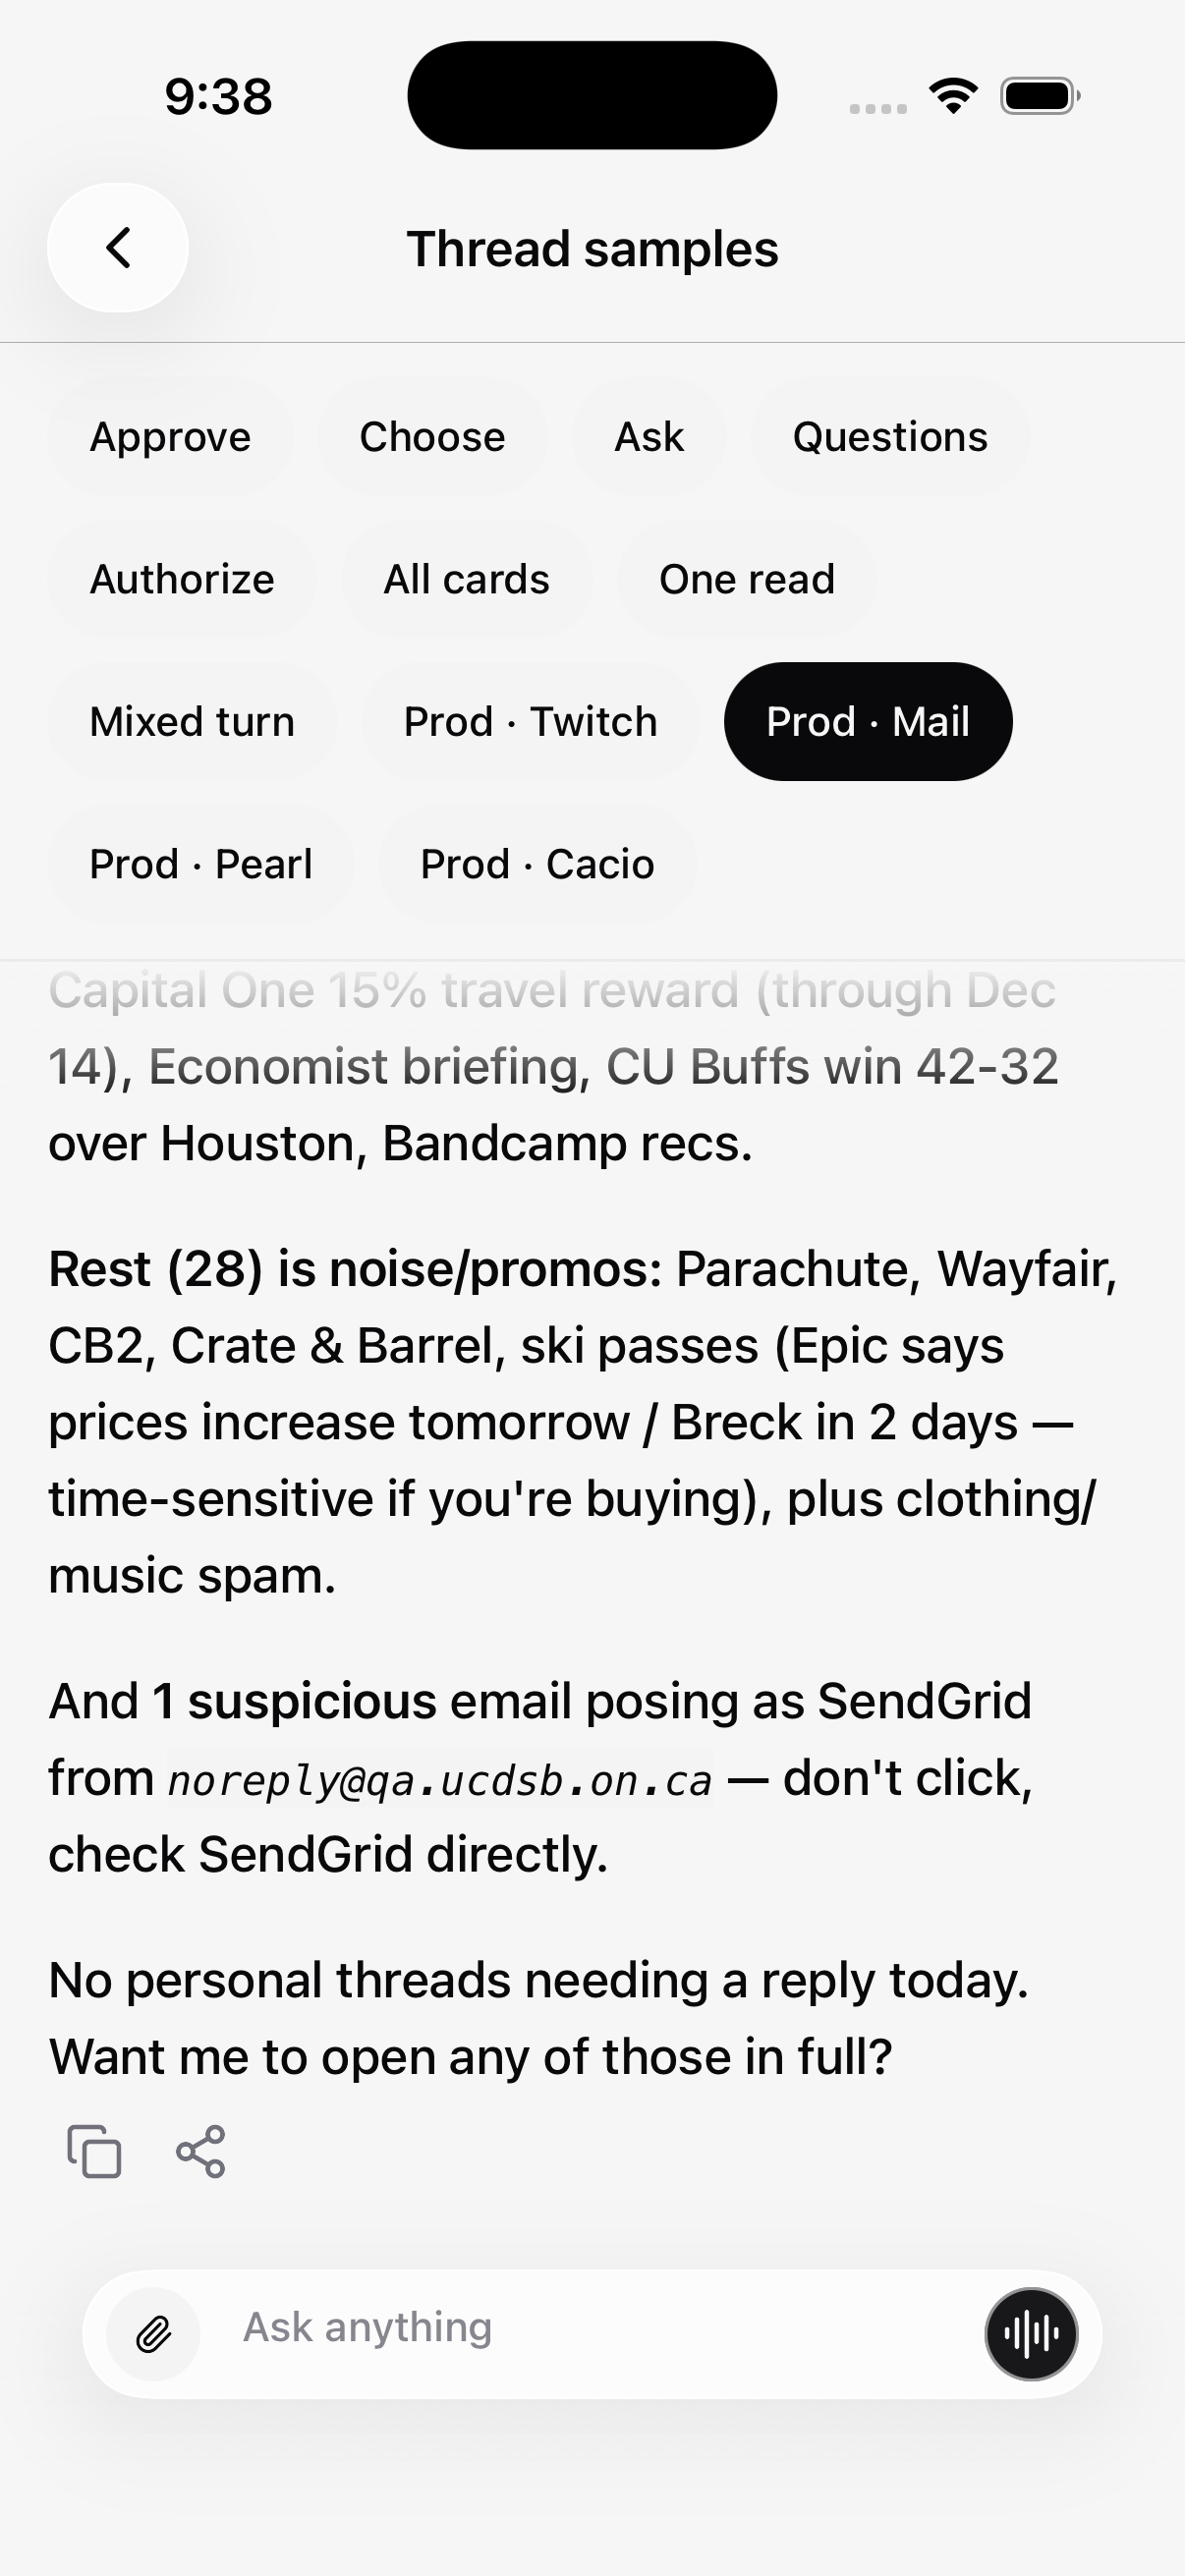 9:38
Thread samples
Approve
Choose
Ask
Questions
Authorize
All cards
One read
Mixed turn
Prod · Twitch
Prod · Mail
Prod · Pearl
Prod · Cacio
Capital One 15% travel reward (through Dec
14), Economist briefing, CU Buffs win 42-32
over Houston, Bandcamp recs.
Rest (28) is noise/promos: Parachute, Wayfair,
CB2, Crate & Barrel, ski passes (Epic says
prices increase tomorrow / Breck in 2 days —
time-sensitive if you're buying), plus clothing/
music spam.
And 1 suspicious email posing as SendGrid
from noreply@qa.ucdsb.on.ca — don't click,
check SendGrid directly.
No personal threads needing a reply today.
Want me to open any of those in full?
Ask anything